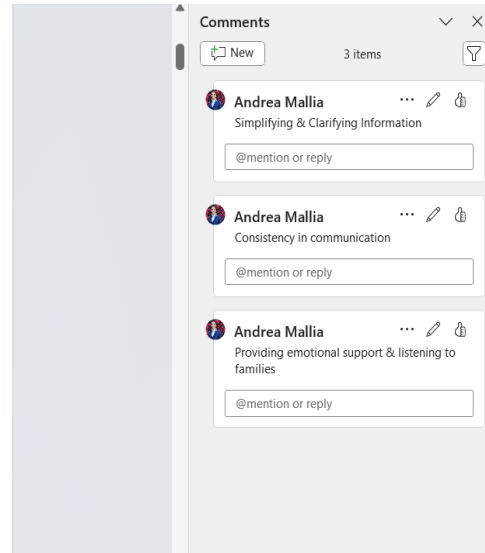 Comments
New
3 items
Andrea Mallia
Simplifying & Clarifying Information
@mention or reply
Andrea Mallia
Consistency in communication
@mention or reply
Andrea Mallia
Providing emotional support & listening to
families
@mention or reply